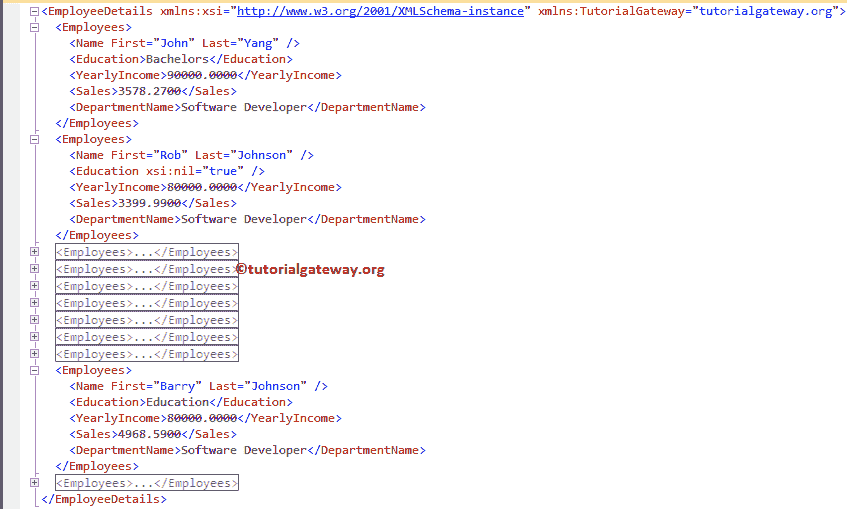 <EmployeeDetails xmlns:xsi="http://www.w3.org/2001/XMLSchema-instance" xmlns:TutorialGateway="tutorialgateway.org">
<Employees>
<Name First="John" Last="Yang" />
<Education>Bachelors</Education>
<YearlyIncome>90000.0000</YearlyIncome>
<Sales>3578.2700</Sales>
<DepartmentName>Software Developer</DepartmentName>
</Employees>
<Employees>
<Name First="Rob" Last="Johnson" />
<Education xsi:nil="true" />
<YearlyIncome>80000.0000</YearlyIncome>
<Sales>3399.9900</Sales>
<DepartmentName>Software Developer</DepartmentName>
</Employees>
<Employees>...</Employees>
<Employees>...</Employees> ©tutorialgateway.org
<Employees>...</Employees>
<Employees>...</Employees>
<Employees>...</Employees>
<Employees>...</Employees>
<Employees>...</Employees>
<Employees>
<Name First="Barry" Last="Johnson" />
<Education>Education</Education>
<YearlyIncome>80000.0000</YearlyIncome>
<Sales>4968.5900</Sales>
<DepartmentName>Software Developer</DepartmentName>
</Employees>
<Employees>...</Employees>
</EmployeeDetails>